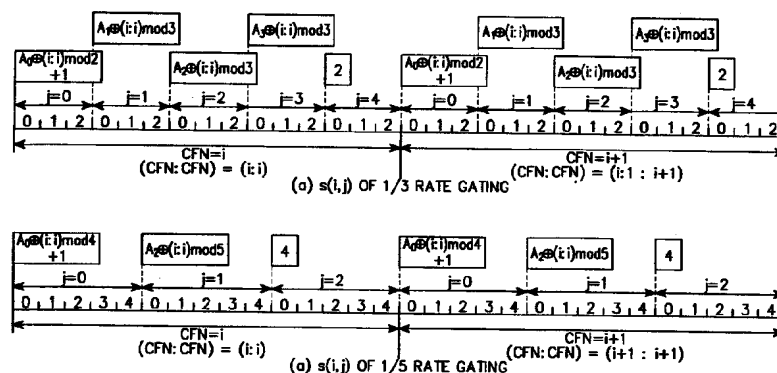 A₁⊕(i:i)mod3 A₃⊕(i:i)mod3 A₁⊕(i:i)mod3 A₃⊕(i:i)mod3
A₀⊕(i:i)mod2 +1 A₂⊕(i:i)mod3 2 A₀⊕(i:i)mod2 +1 A₂⊕(i:i)mod3 2
j=0 j=1 j=2 j=3 j=4 j=0 j=1 j=2 j=3 j=4
0 1 2 0 1 2 0 1 2 0 1 2 0 1 2 0 1 2 0 1 2 0 1 2 0 1 2 0 1 2
CFN=i CFN=i+1
(CFN:CFN) = (i:i) (CFN:CFN) = (i:1 : i+1)
(a) s(i,j) OF 1/3 RATE GATING
A₀⊕(i:i)mod4 +1 A₂⊕(i:i)mod5 4 A₀⊕(i:i)mod4 +1 A₂⊕(i:i)mod5 4
j=0 j=1 j=2 j=0 j=1 j=2
0 1 2 3 4 0 1 2 3 4 0 1 2 3 4 0 1 2 3 4 0 1 2 3 4 0 1 2 3 4
CFN=i CFN=i+1
(CFN:CFN) = (i:i) (CFN:CFN) = (i+1 : i+1)
(a) s(i,j) OF 1/5 RATE GATING